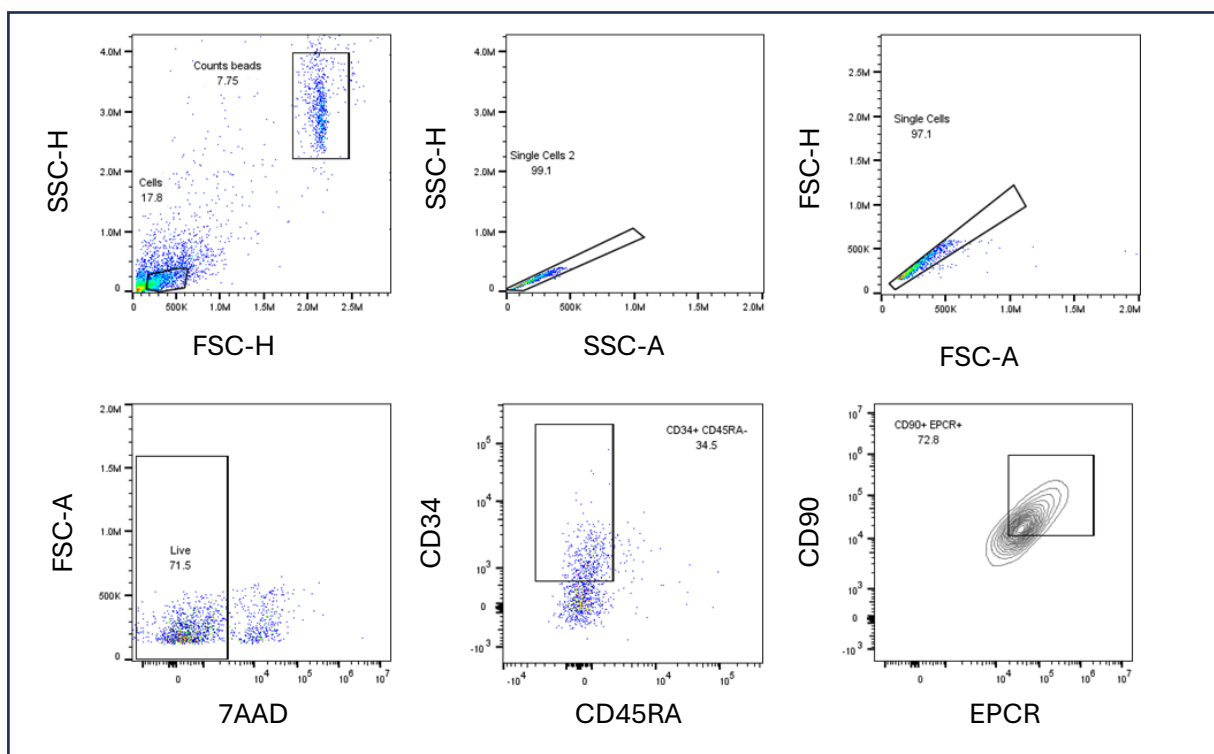 SSC-H
4.0M
3.0M
2.0M
1.0M
0
Counts beads
7.75
Cells
17.8
0
500K
1.0M
1.5M
2.0M
2.5M
FSC-H
SSC-H
4.0M
3.0M
2.0M
1.0M
0
Single Cells 2
99.1
0
500K
1.0M
1.5M
2.0M
SSC-A
FSC-H
2.5M
2.0M
1.5M
1.0M
500K
0
Single Cells
97.1
0
500K
1.0M
1.5M
2.0M
FSC-A
FSC-A
2.0M
1.5M
1.0M
500K
0
Live
71.5
0
10^4
10^5
10^6
10^7
7AAD
CD34
10^5
10^4
10^3
0
-10^3
CD34+ CD45RA-
34.5
-10^4
0
10^4
10^5
CD45RA
CD90
10^7
10^6
10^5
10^4
10^3
0
-10^3
CD90+ EPCR+
72.8
0
10^4
10^5
10^6
10^7
EPCR